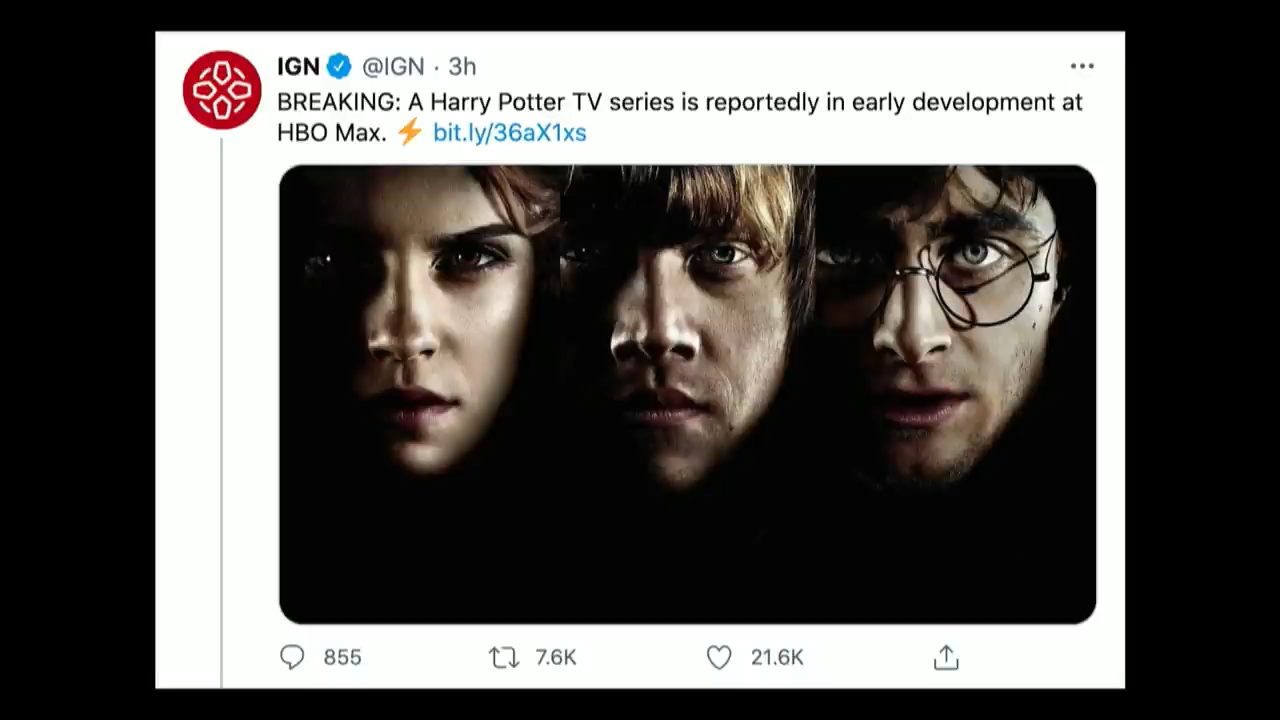 IGN @IGN · 3h
BREAKING: A Harry Potter TV series is reportedly in early development at
HBO Max. ⚡ bit.ly/36aX1xs
855 7.6K 21.6K